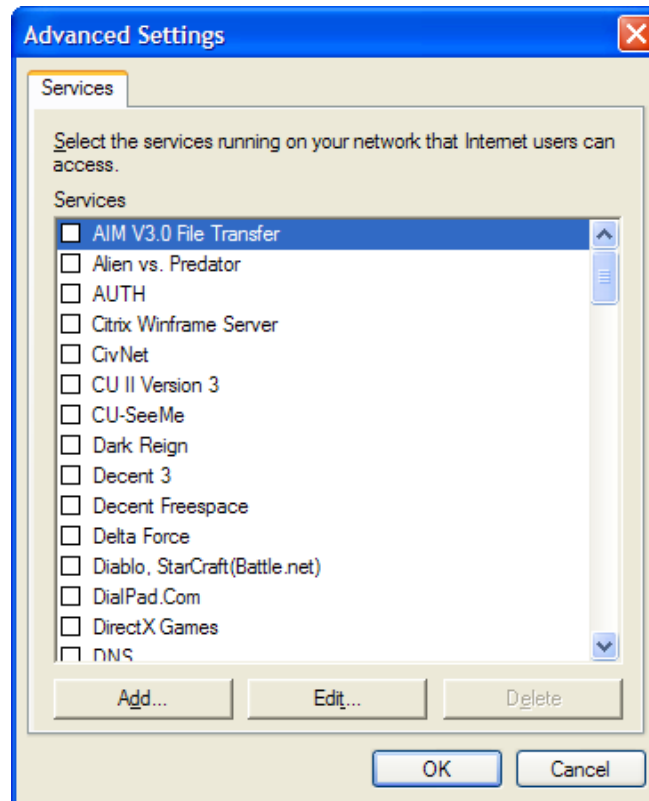 Advanced Settings
Services
Select the services running on your network that Internet users can
access.
Services
AIM V3.0 File Transfer
Alien vs. Predator
AUTH
Citrix Winframe Server
CivNet
CU II Version 3
CU-SeeMe
Dark Reign
Decent 3
Decent Freespace
Delta Force
Diablo, StarCraft(Battle.net)
DialPad.Com
DirectX Games
DNS
Add... Edit... Delete
OK Cancel